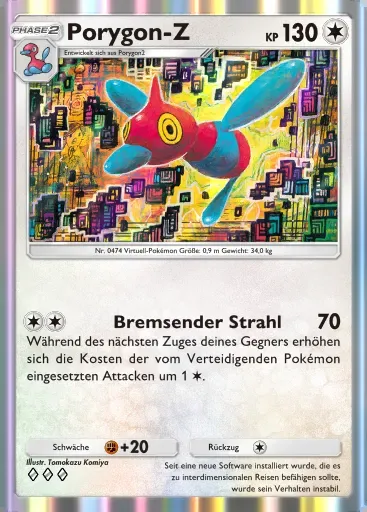 PHASE 2
Porygon-Z
KP 130
Entwickelt sich aus Porygon2
Nr. 0474 Virtuell-Pokémon Größe: 0,9 m Gewicht: 34,0 kg
Bremsender Strahl 70
Während des nächsten Zuges deines Gegners erhöhen
sich die Kosten der vom Verteidigenden Pokémon
eingesetzten Attacken um 1 .
Schwäche +20
Rückzug
Illustr. Tomokazu Komiya
Seit eine neue Software installiert wurde, die es
zu interdimensionalen Reisen befähigen sollte,
wurde sein Verhalten instabil.